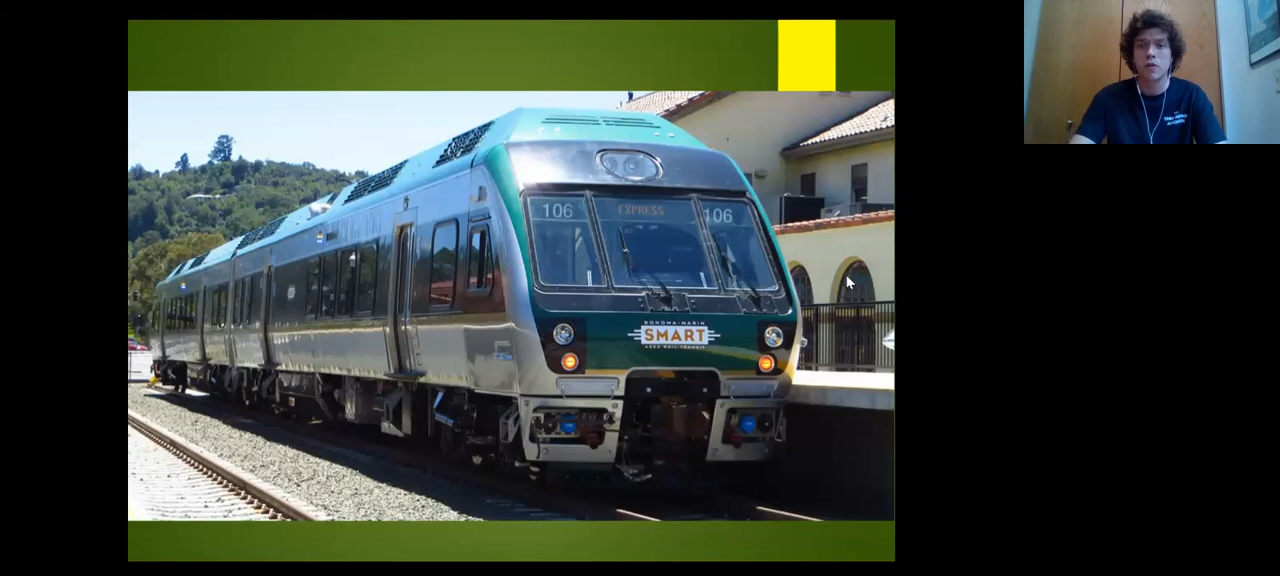 106
EXPRESS
106
SONOMA-MARIN
SMART
AREA RAIL TRANSIT